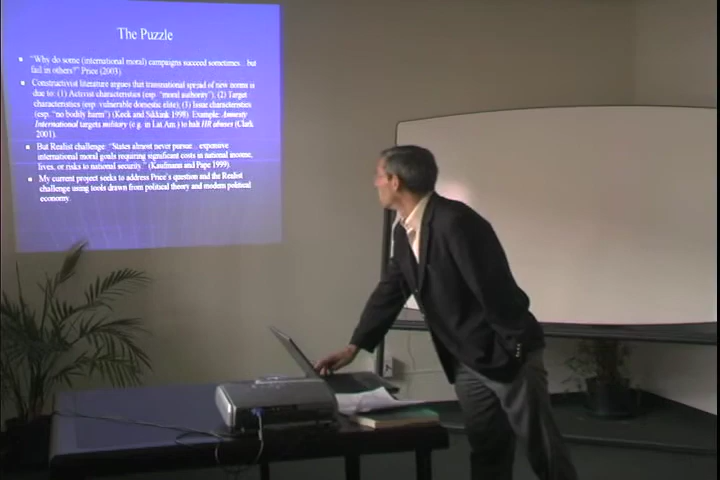 The Puzzle
“Why do some (international moral) campaigns succeed sometimes... but
fail in others?” Price (2003)
Constructivist literature argues that transnational spread of new norms is
due to: (1) Activist characteristics (esp. “moral authority”); (2) Target
characteristics (esp. vulnerable domestic elite); (3) Issue characteristics
(esp. “no bodily harm”) (Keck and Sikkink 1998). Example: Amnesty
International targets military (e.g. in Lat.Am.) to halt HR abuses (Clark
2001).
But Realist challenge: “States almost never pursue... expensive
international moral goals requiring significant costs in national income,
lives, or risks to national security.” (Kaufmann and Pape 1999).
My current project seeks to address Price's question and the Realist
challenge using tools drawn from political theory and modern political
economy.